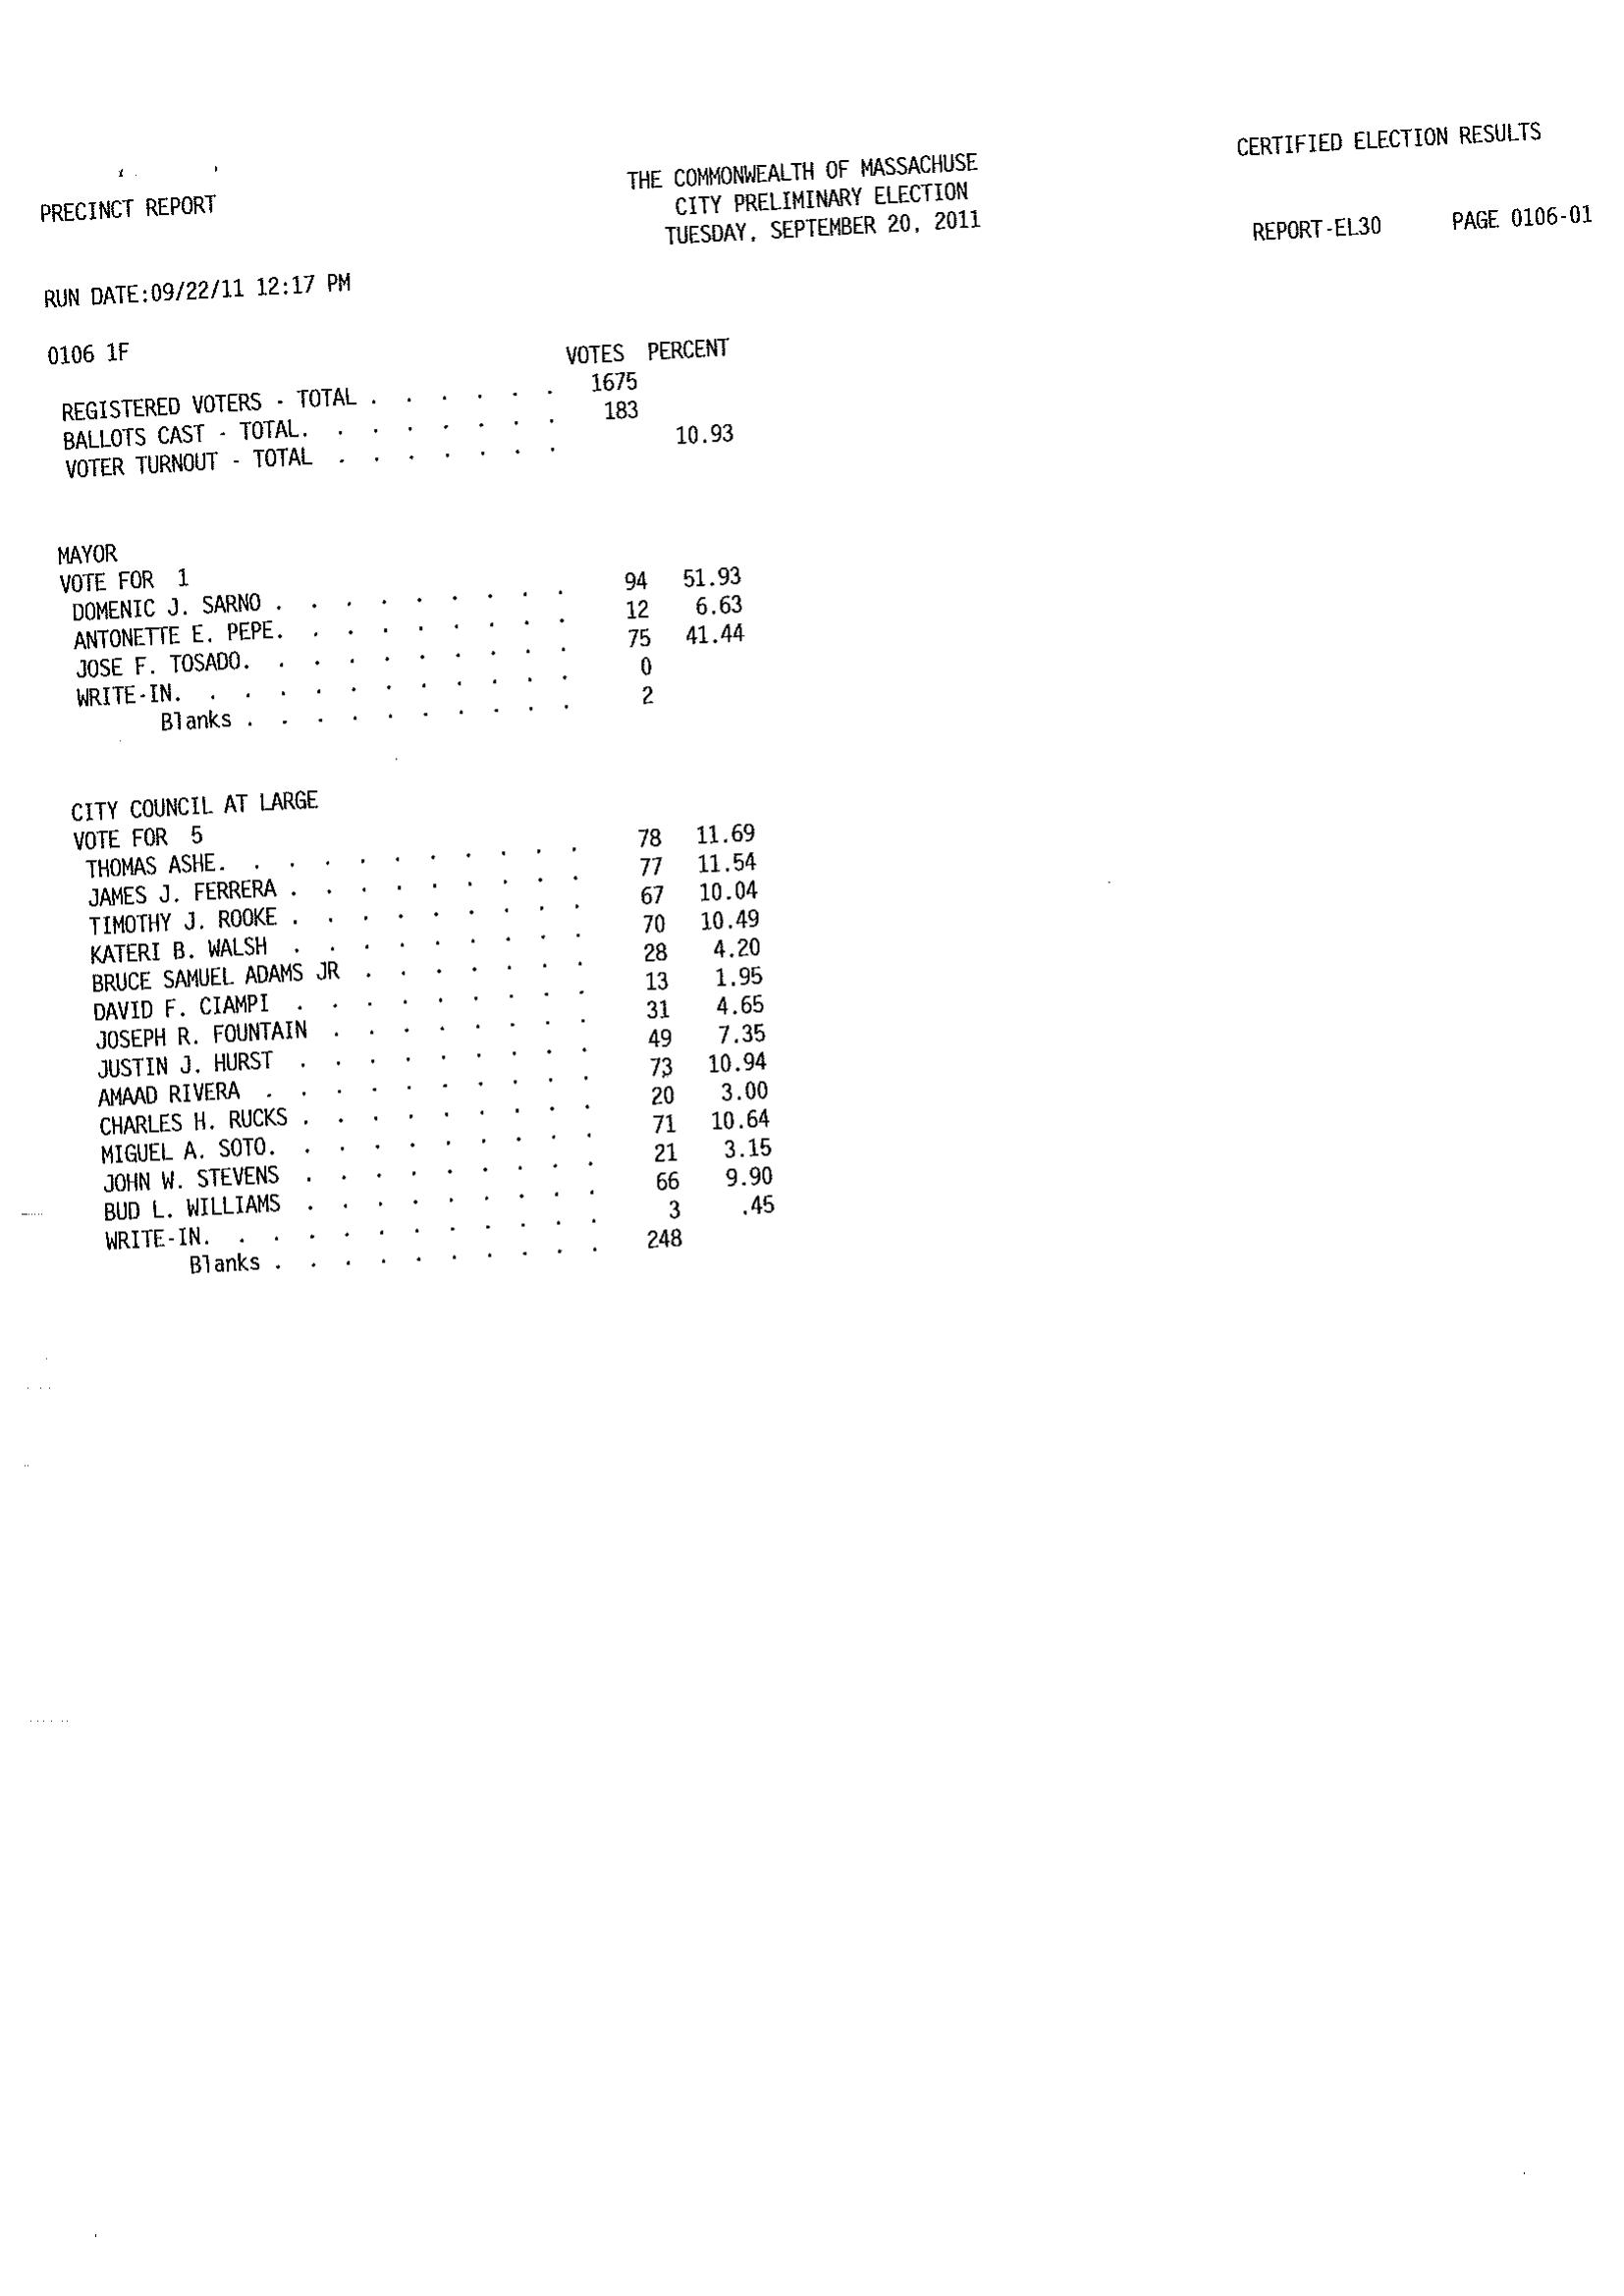 CERTIFIED ELECTION RESULTS
PRECINCT REPORT
THE COMMONWEALTH OF MASSACHUSE
CITY PRELIMINARY ELECTION
TUESDAY, SEPTEMBER 20, 2011
REPORT-EL30 PAGE 0106-01
RUN DATE:09/22/11 12:17 PM
0106 1F
VOTES PERCENT
REGISTERED VOTERS - TOTAL . . . . . . 1675
BALLOTS CAST - TOTAL. . . . . . . . 183
VOTER TURNOUT - TOTAL . . . . . . . 10.93
MAYOR
VOTE FOR 1
DOMENIC J. SARNO . . . . . . . . . 94 51.93
ANTONETTE E. PEPE. . . . . . . . . 12 6.63
JOSE F. TOSADO. . . . . . . . . . 75 41.44
WRITE-IN. . . . . . . . . . . . 0
Blanks . . . . . . . . . . 2
CITY COUNCIL AT LARGE
VOTE FOR 5
THOMAS ASHE. . . . . . . . . . . 78 11.69
JAMES J. FERRERA . . . . . . . . . 77 11.54
TIMOTHY J. ROOKE . . . . . . . . . 67 10.04
KATERI B. WALSH . . . . . . . . . 70 10.49
BRUCE SAMUEL ADAMS JR . . . . . . . 28 4.20
DAVID F. CIAMPI . . . . . . . . . 13 1.95
JOSEPH R. FOUNTAIN . . . . . . . . 31 4.65
JUSTIN J. HURST . . . . . . . . . 49 7.35
AMAAD RIVERA . . . . . . . . . . 73 10.94
CHARLES H. RUCKS . . . . . . . . . 20 3.00
MIGUEL A. SOTO. . . . . . . . . . 71 10.64
JOHN W. STEVENS . . . . . . . . . 21 3.15
BUD L. WILLIAMS . . . . . . . . . 66 9.90
WRITE-IN. . . . . . . . . . . . 3 .45
Blanks . . . . . . . . . . 248